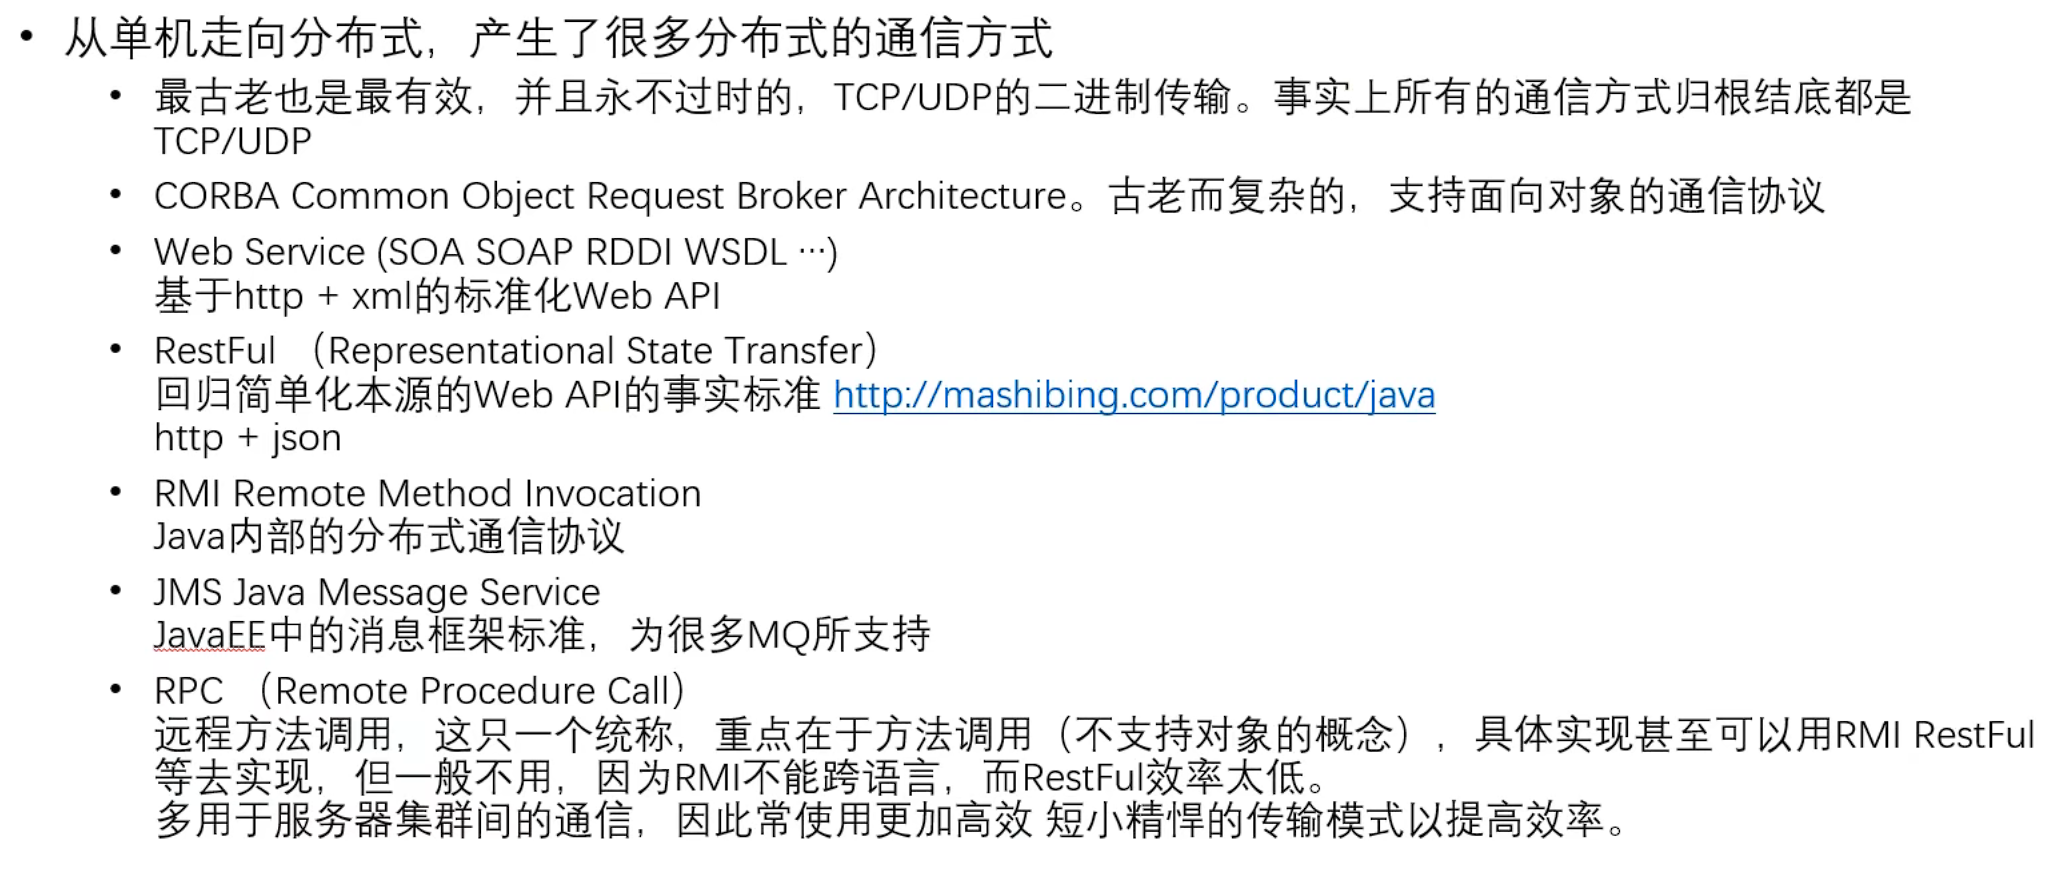 • 从单机走向分布式，产生了很多分布式的通信方式
• 最古老也是最有效，并且永不过时的，TCP/UDP的二进制传输。事实上所有的通信方式归根结底都是
TCP/UDP
• CORBA Common Object Request Broker Architecture。古老而复杂的，支持面向对象的通信协议
• Web Service (SOA SOAP RDDI WSDL …)
基于http + xml的标准化Web API
• RestFul （Representational State Transfer）
回归简单化本源的Web API的事实标准 http://mashibing.com/product/java
http + json
• RMI Remote Method Invocation
Java内部的分布式通信协议
• JMS Java Message Service
JavaEE中的消息框架标准，为很多MQ所支持
• RPC （Remote Procedure Call）
远程方法调用，这只一个统称，重点在于方法调用（不支持对象的概念），具体实现甚至可以用RMI RestFul
等去实现，但一般不用，因为RMI不能跨语言，而RestFul效率太低。
多用于服务器集群间的通信，因此常使用更加高效 短小精悍的传输模式以提高效率。